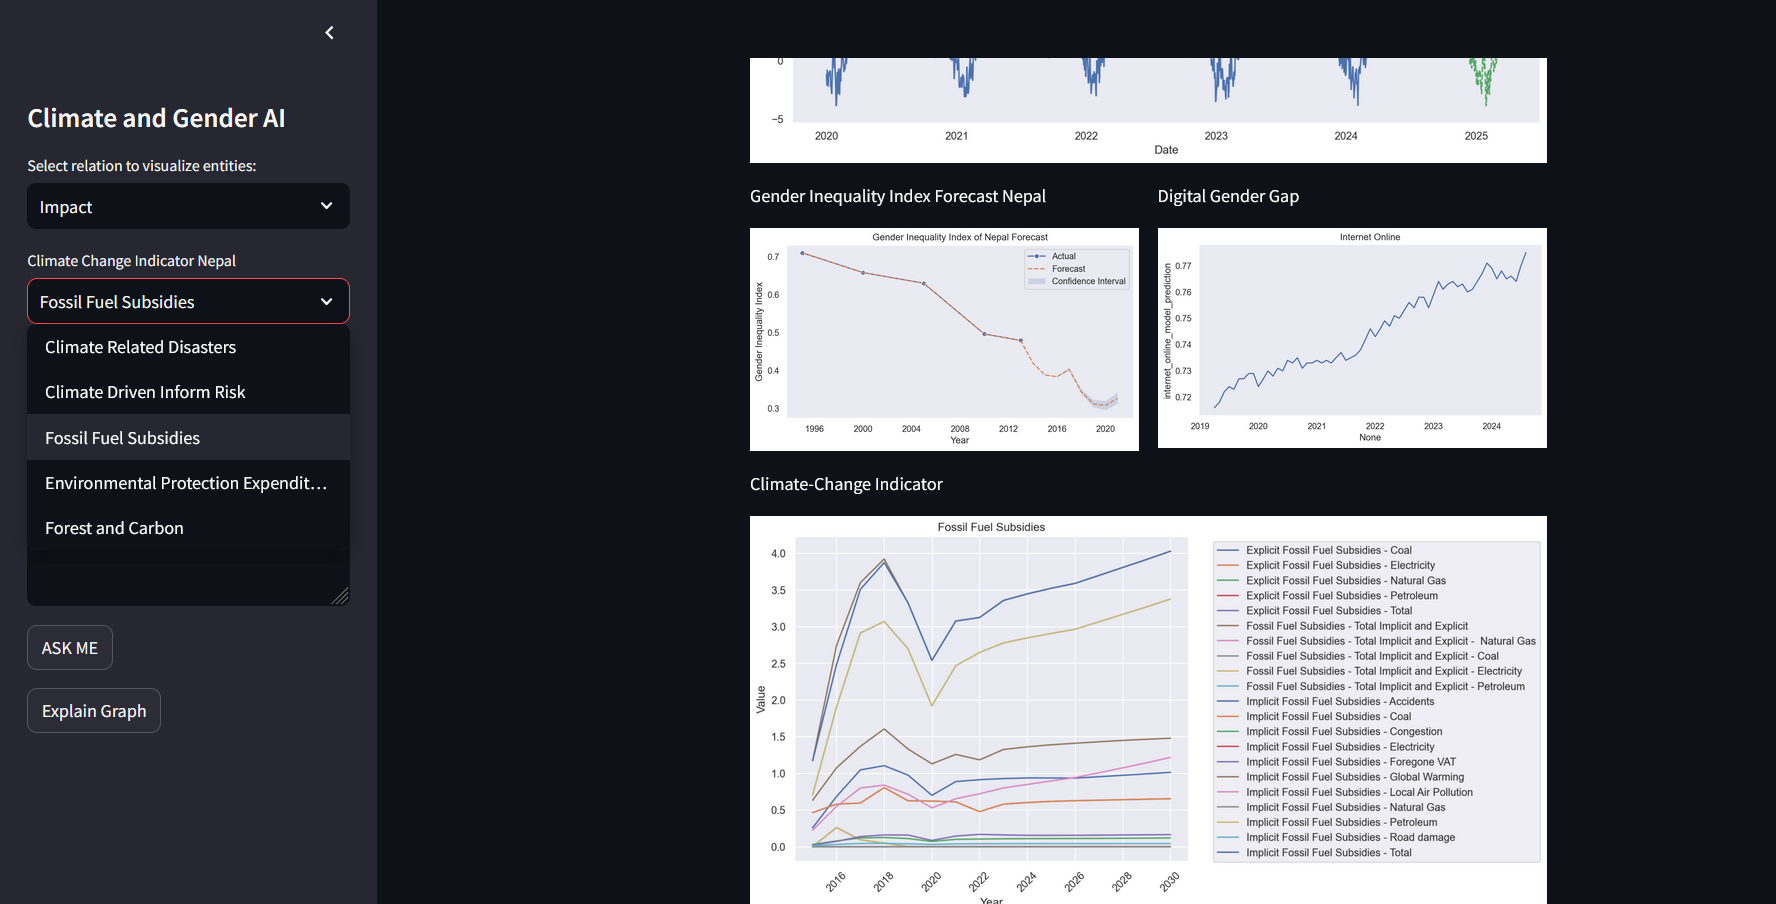 Climate and Gender AI
Select relation to visualize entities:
Impact
Climate Change Indicator Nepal
Fossil Fuel Subsidies
Climate Related Disasters
Climate Driven Inform Risk
Fossil Fuel Subsidies
Environmental Protection Expendit...
Forest and Carbon
ASK ME
Explain Graph
0
−5
2020 2021 2022 2023 2024 2025
Date
Gender Inequality Index Forecast Nepal
Gender Inequality Index of Nepal Forecast
Actual
Forecast
Confidence Interval
Gender Inequality Index
0.7
0.6
0.5
0.4
0.3
1996 2000 2004 2008 2012 2016 2020
Year
Digital Gender Gap
Internet Online
internet_online_model_prediction
0.77
0.76
0.75
0.74
0.73
0.72
2019 2020 2021 2022 2023 2024
None
Climate-Change Indicator
Fossil Fuel Subsidies
Value
4.0
3.5
3.0
2.5
2.0
1.5
1.0
0.5
0.0
2016 2018 2020 2022 2024 2026 2028 2030
Year
Explicit Fossil Fuel Subsidies - Coal
Explicit Fossil Fuel Subsidies - Electricity
Explicit Fossil Fuel Subsidies - Natural Gas
Explicit Fossil Fuel Subsidies - Petroleum
Explicit Fossil Fuel Subsidies - Total
Fossil Fuel Subsidies - Total Implicit and Explicit
Fossil Fuel Subsidies - Total Implicit and Explicit - Natural Gas
Fossil Fuel Subsidies - Total Implicit and Explicit - Coal
Fossil Fuel Subsidies - Total Implicit and Explicit - Electricity
Fossil Fuel Subsidies - Total Implicit and Explicit - Petroleum
Implicit Fossil Fuel Subsidies - Accidents
Implicit Fossil Fuel Subsidies - Coal
Implicit Fossil Fuel Subsidies - Congestion
Implicit Fossil Fuel Subsidies - Electricity
Implicit Fossil Fuel Subsidies - Foregone VAT
Implicit Fossil Fuel Subsidies - Global Warming
Implicit Fossil Fuel Subsidies - Local Air Pollution
Implicit Fossil Fuel Subsidies - Natural Gas
Implicit Fossil Fuel Subsidies - Petroleum
Implicit Fossil Fuel Subsidies - Road damage
Implicit Fossil Fuel Subsidies - Total